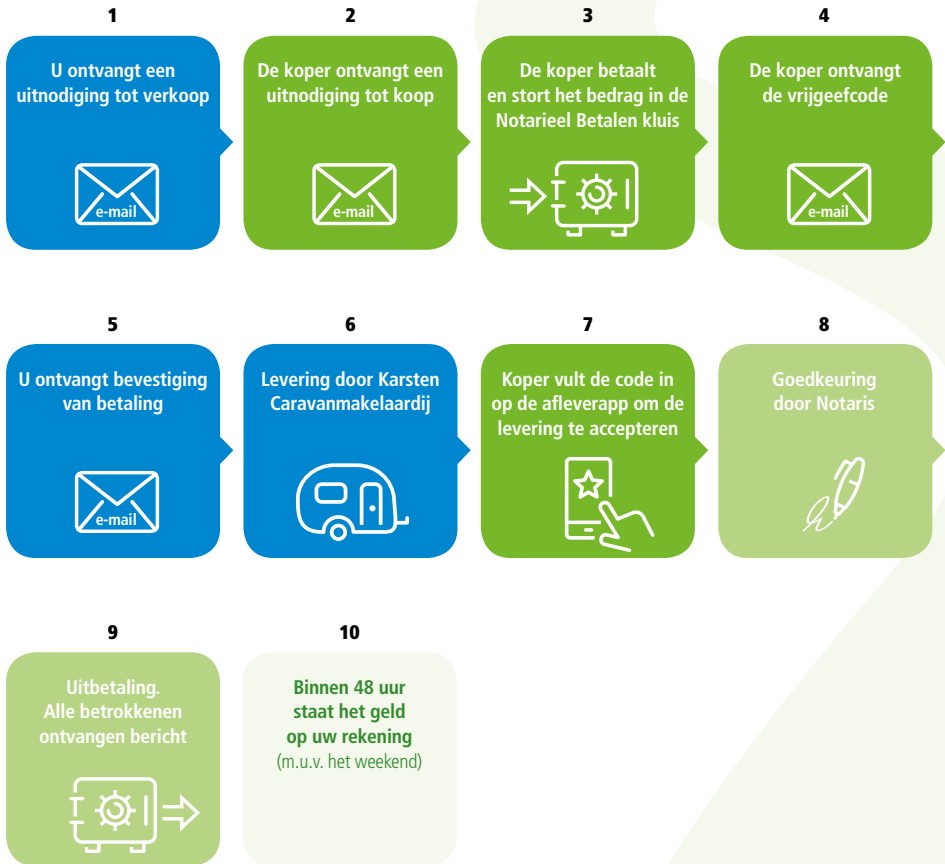 1
U ontvangt een
uitnodiging tot verkoop
e-mail
2
De koper ontvangt een
uitnodiging tot koop
e-mail
3
De koper betaalt
en stort het bedrag in de
Notarieel Betalen kluis
4
De koper ontvangt
de vrijgeefcode
e-mail
5
U ontvangt bevestiging
van betaling
e-mail
6
Levering door Karsten
Caravanmakelaardij
7
Koper vult de code in
op de afleverapp om de
levering te accepteren
8
Goedkeuring
door Notaris
9
Uitbetaling.
Alle betrokkenen
ontvangen bericht
10
Binnen 48 uur
staat het geld
op uw rekening
(m.u.v. het weekend)